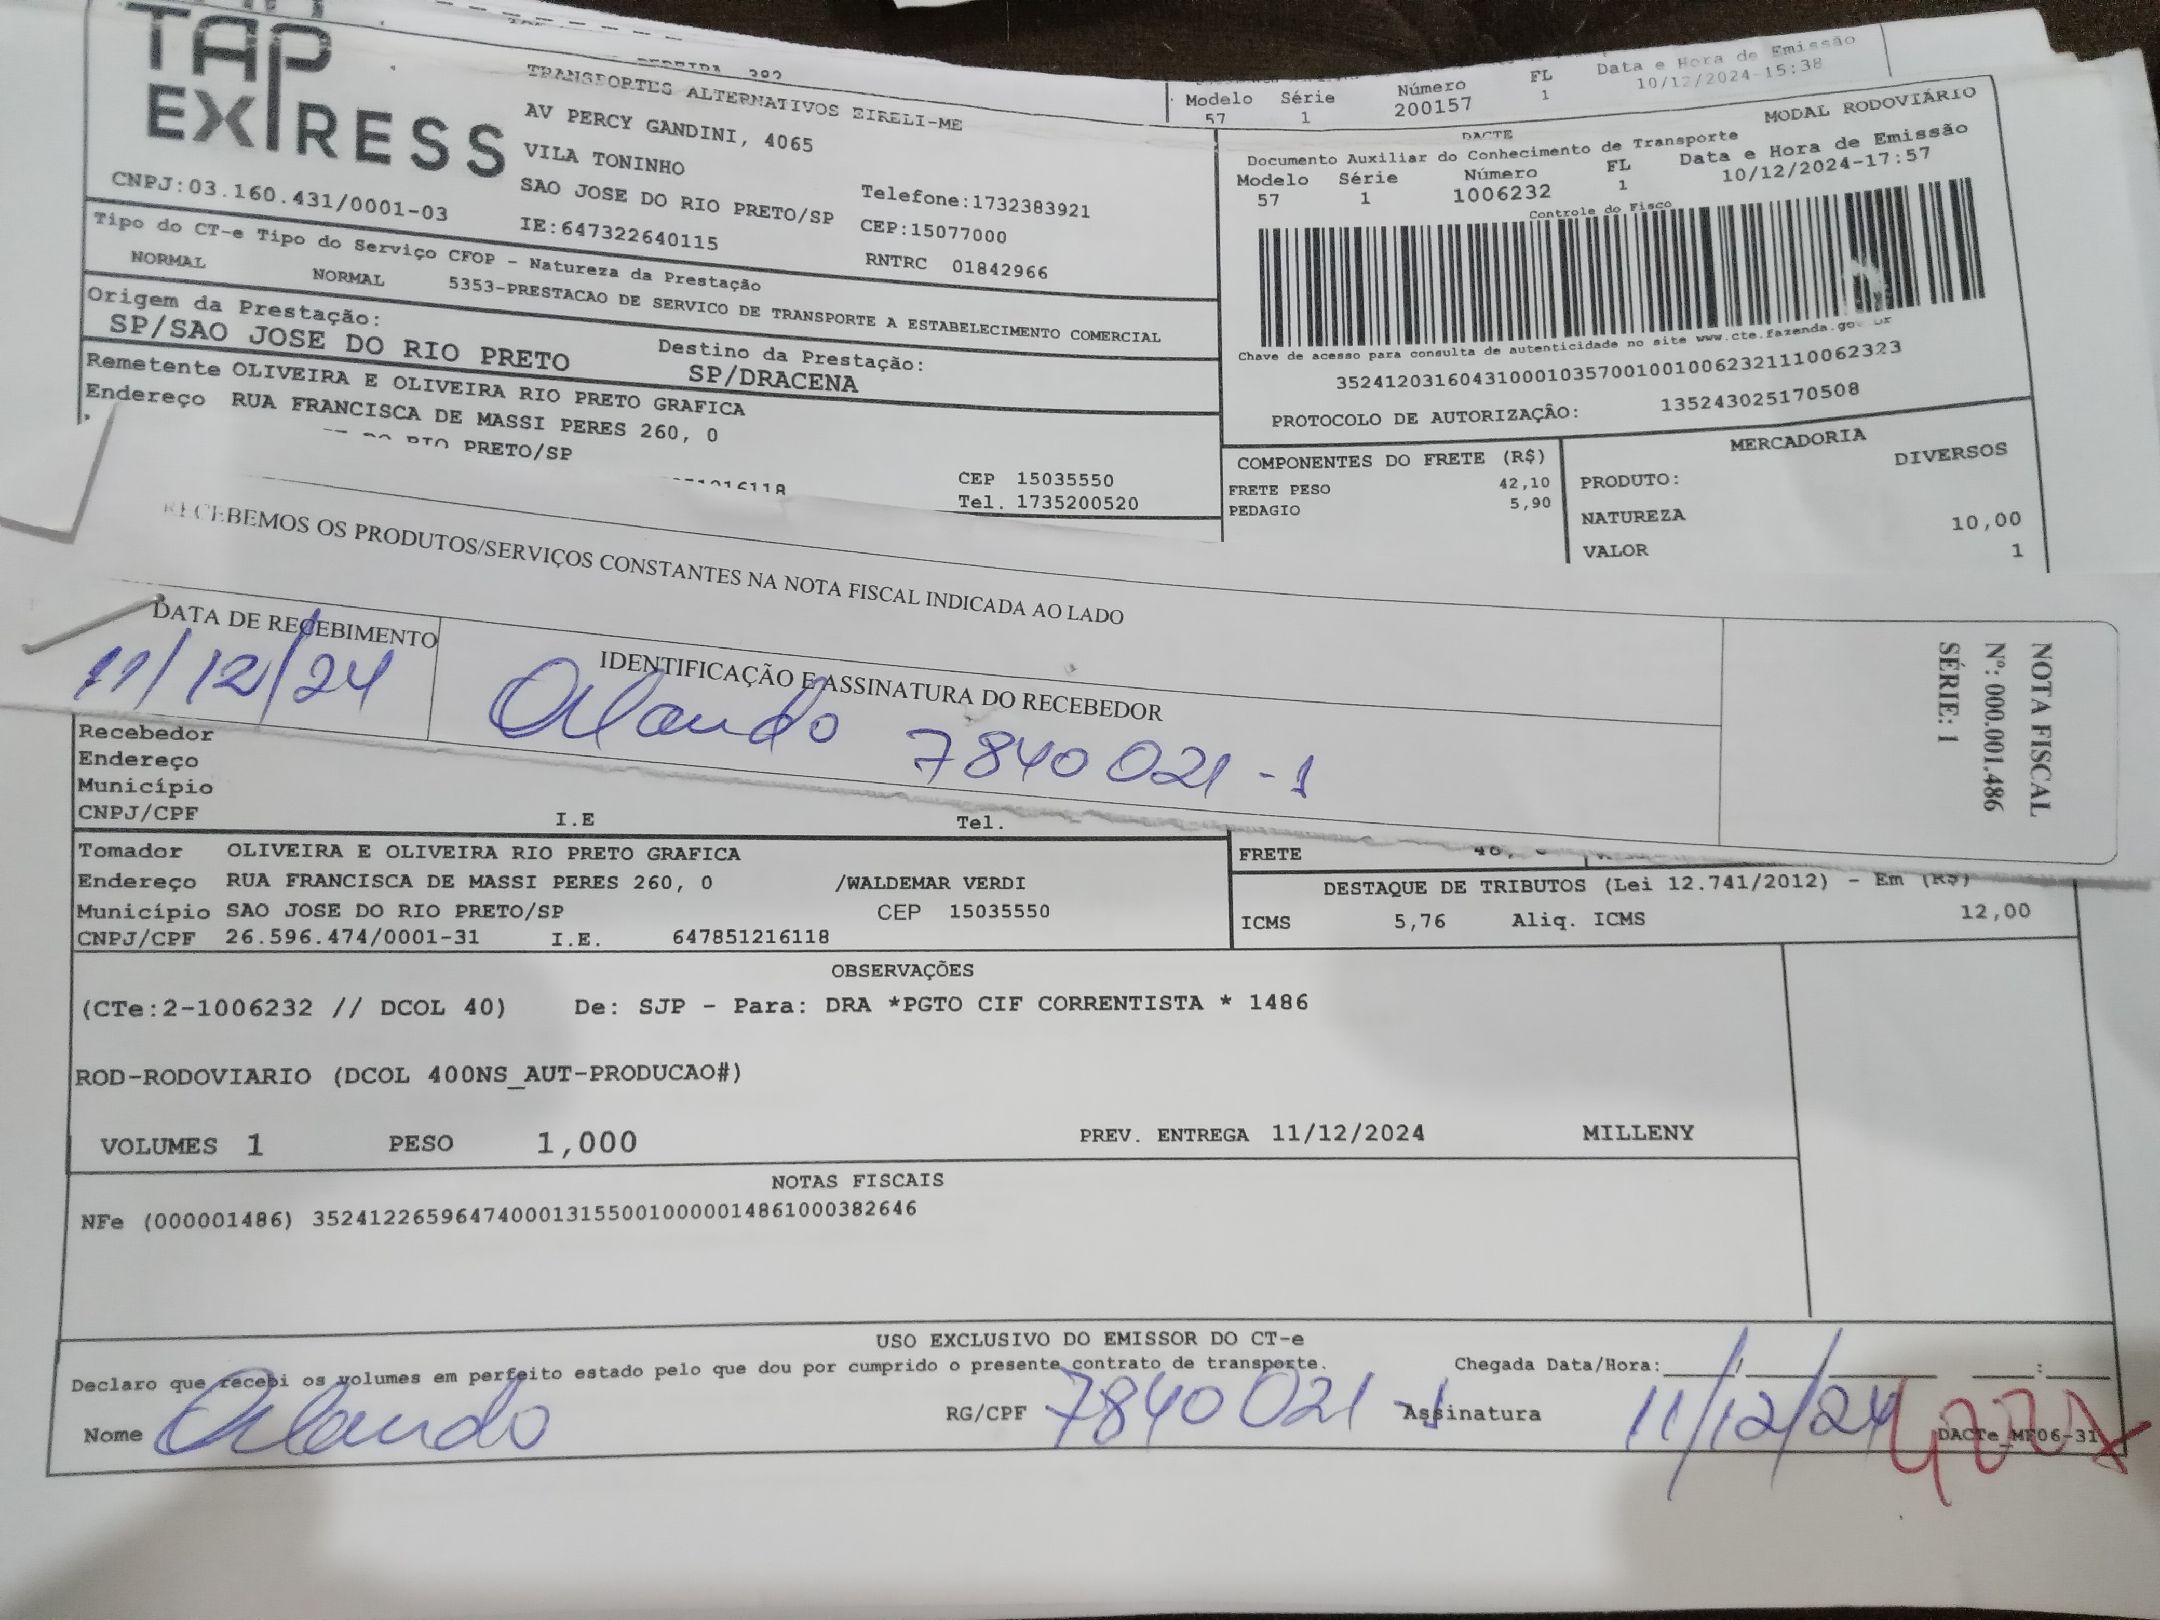 TAP
EXPRESS
CNPJ:03.160.431/0001-03
TRANSPORTES ALTERNATIVOS EIRELI-ME
AV PERCY GANDINI, 4065
VILA TONINHO
SAO JOSE DO RIO PRETO/SP
IE:647322640115
Telefone:1732383921
CEP:15077000
RNTRC 01842966
Modelo Série Número FL Data e Hora de Emissão
57 1 200157 1 10/12/2024-15:38
DACTE MODAL RODOVIÁRIO
Documento Auxiliar do Conhecimento de Transporte
Modelo Série Número FL Data e Hora de Emissão
57 1 1006232 1 10/12/2024-17:57
Controle do Fisco
Chave de acesso para consulta de autenticidade no site www.cte.fazenda.gov.br
35241203160431000103570010010062321110062323
PROTOCOLO DE AUTORIZAÇÃO: 135243025170508
Tipo do CT-e Tipo do Serviço CFOP - Natureza da Prestação
NORMAL NORMAL 5353-PRESTACAO DE SERVICO DE TRANSPORTE A ESTABELECIMENTO COMERCIAL
Origem da Prestação: Destino da Prestação:
SP/SAO JOSE DO RIO PRETO SP/DRACENA
Remetente OLIVEIRA E OLIVEIRA RIO PRETO GRAFICA
Endereço RUA FRANCISCA DE MASSI PERES 260, 0
RIO PRETO/SP
CEP 15035550
Tel. 1735200520
COMPONENTES DO FRETE (R$)
FRETE PESO 42,10
PEDAGIO 5,90
MERCADORIA
PRODUTO: DIVERSOS
NATUREZA 10,00
VALOR 1
RECEBEMOS OS PRODUTOS/SERVIÇOS CONSTANTES NA NOTA FISCAL INDICADA AO LADO
DATA DE RECEBIMENTO
11/12/24
IDENTIFICAÇÃO E ASSINATURA DO RECEBEDOR
Orlando 7840021-1
NOTA FISCAL
Nº: 000.001.486
SÉRIE: 1
Recebedor
Endereço
Município
CNPJ/CPF I.E Tel.
Tomador OLIVEIRA E OLIVEIRA RIO PRETO GRAFICA
Endereço RUA FRANCISCA DE MASSI PERES 260, 0 /WALDEMAR VERDI
Município SAO JOSE DO RIO PRETO/SP CEP 15035550
CNPJ/CPF 26.596.474/0001-31 I.E. 647851216118
FRETE
DESTAQUE DE TRIBUTOS (Lei 12.741/2012) - Em (R$)
ICMS 5,76 Aliq. ICMS 12,00
OBSERVAÇÕES
(CTe:2-1006232 // DCOL 40) De: SJP - Para: DRA *PGTO CIF CORRENTISTA * 1486
ROD-RODOVIARIO (DCOL 400NS_AUT-PRODUCAO#)
VOLUMES 1 PESO 1,000 PREV. ENTREGA 11/12/2024 MILLENY
NOTAS FISCAIS
NFe (000001486) 35241226596474000131550010000014861000382646
USO EXCLUSIVO DO EMISSOR DO CT-e
Declaro que recebi os volumes em perfeito estado pelo que dou por cumprido o presente contrato de transporte. Chegada Data/Hora:
Nome Orlando RG/CPF 7840021-1 Assinatura 11/12/24
DACTe_MF06-31